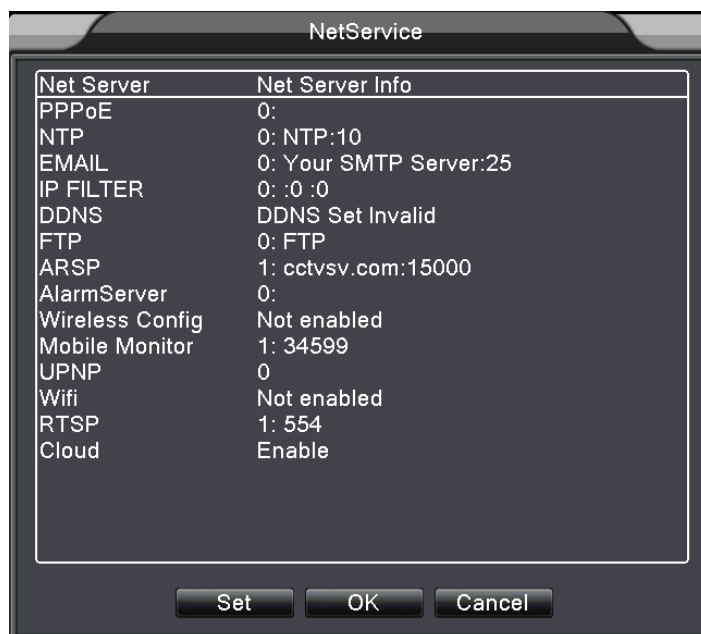 NetService
Net Server Net Server Info
PPPoE 0:
NTP 0: NTP:10
EMAIL 0: Your SMTP Server:25
IP FILTER 0: :0 :0
DDNS DDNS Set Invalid
FTP 0: FTP
ARSP 1: cctvsv.com:15000
AlarmServer 0:
Wireless Config Not enabled
Mobile Monitor 1: 34599
UPNP 0
Wifi Not enabled
RTSP 1: 554
Cloud Enable
Set OK Cancel